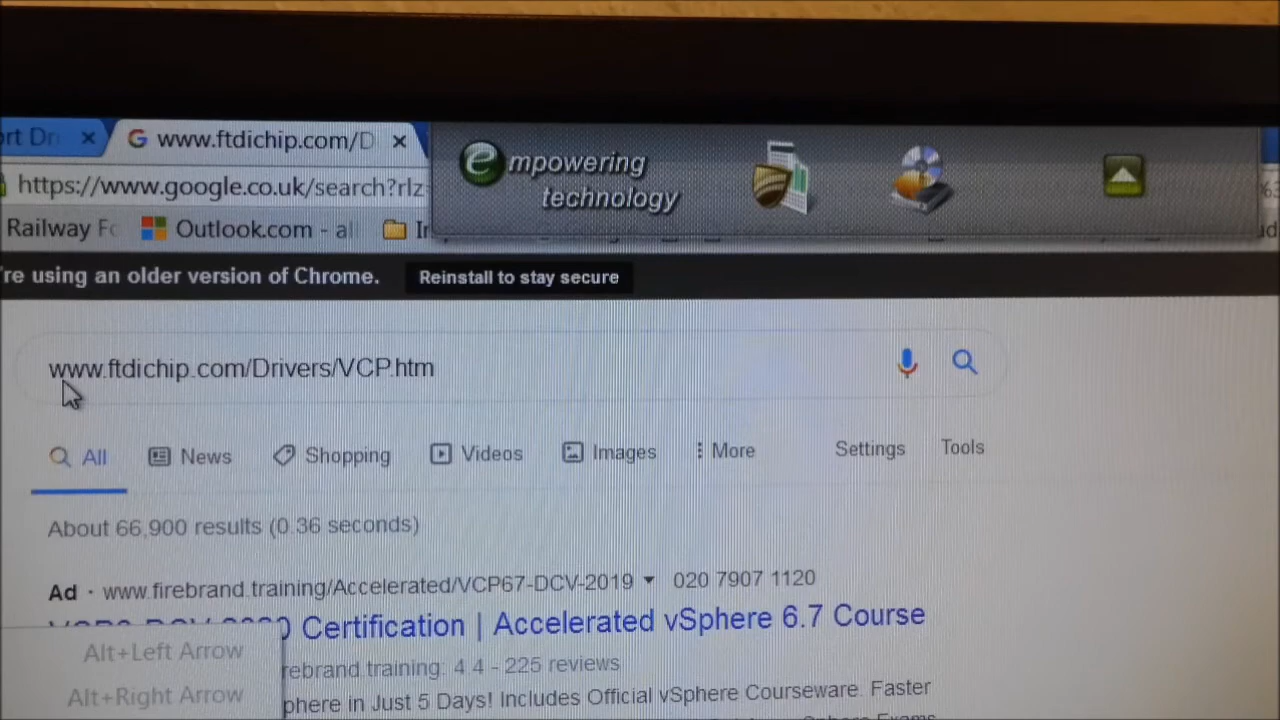 ort Dr
www.ftdichip.com/D
empowering
technology
https://www.google.co.uk/search?rlz
Railway Fo
Outlook.com - al
're using an older version of Chrome.
Reinstall to stay secure
www.ftdichip.com/Drivers/VCP.htm
All
News
Shopping
Videos
Images
More
Settings
Tools
About 66,900 results (0.36 seconds)
Ad · www.firebrand.training/Accelerated/VCP67-DCV-2019 020 7907 1120
Certification | Accelerated vSphere 6.7 Course
Alt+Left Arrow
rebrand.training: 4.4 - 225 reviews
Alt+Right Arrow
phere in Just 5 Days! Includes Official vSphere Courseware. Faster